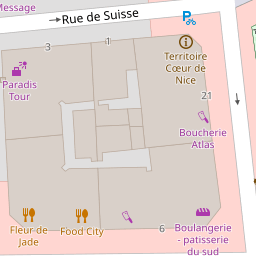 Message
Rue de Suisse
3
1
Territoire
Cœur de
Nice
Paradis
Tour
21
Boucherie
Atlas
Fleur de
Jade
Food City
6
Boulangerie
- patisserie
du sud